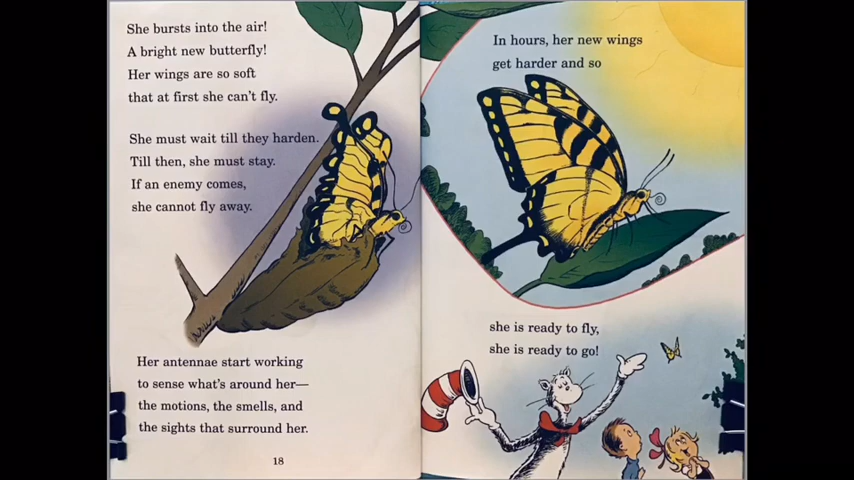 She bursts into the air!
A bright new butterfly!
Her wings are so soft
that at first she can't fly.
She must wait till they harden.
Till then, she must stay.
If an enemy comes,
she cannot fly away.
Her antennae start working
to sense what's around her—
the motions, the smells, and
the sights that surround her.
18
In hours, her new wings
get harder and so
she is ready to fly,
she is ready to go!